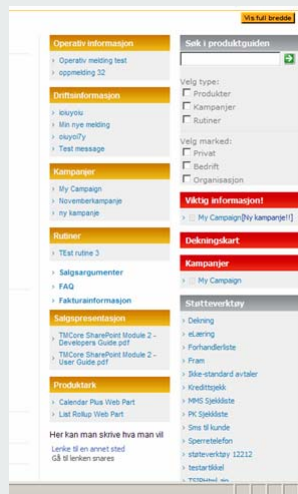 Vis full bredde
Operativ informasjon
Operativ melding test
oppmelding 32
Driftsinformasjon
iouyoiu
Min nye melding
oiuyoi7y
Test message
Kampanjer
My Campaign
Novemberkampanje
ny kampanje
Rutiner
TEst rutine 3
Salgsargumenter
FAQ
Fakturainformasjon
Salgspresentasjon
TMCore SharePoint Module 2 -
Developers Guide.pdf
TMCore SharePoint Module 2 -
User Guide.pdf
Produktark
Calendar Plus Web Part
List Rollup Web Part
Her kan man skrive hva man vil
Lenke til en annet sted
Gå til lenken snares
Søk i produktguiden
Velg type:
Produkter
Kampanjer
Rutiner
Velg marked:
Privat
Bedrift
Organisasjon
Viktig informasjon!
My Campaign[Ny kampanje!!]
Dekningskart
Kampanjer
My Campaign
Støtteverktøy
Dekning
eLæring
Forhandlerliste
Fram
Ikke-standard avtaler
Kredittsjekk
MMS Sjekkliste
PK Sjekkliste
Sms til kunde
Sperretelefon
støteverktøy 12212
testartikkel